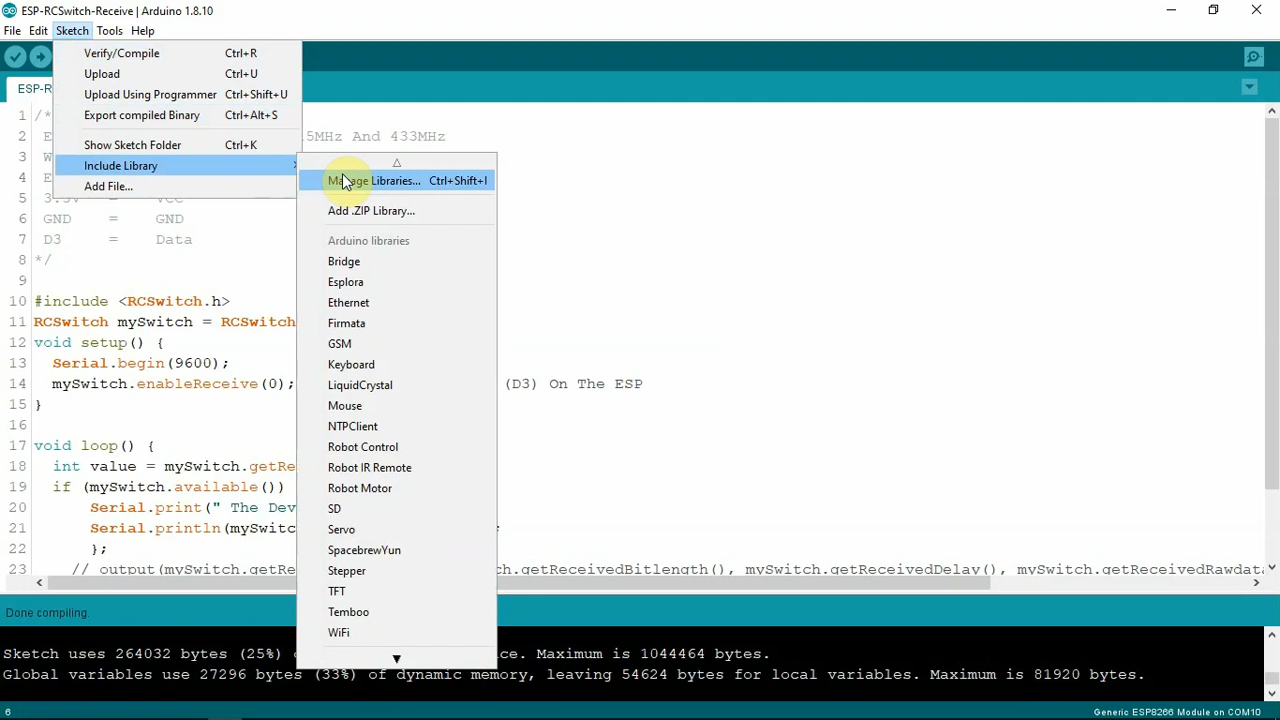 ESP-RCSwitch-Receive | Arduino 1.8.10
File Edit Sketch Tools Help
Verify/Compile Ctrl+R
Upload Ctrl+U
Upload Using Programmer Ctrl+Shift+U
Export compiled Binary Ctrl+Alt+S
Show Sketch Folder Ctrl+K
Include Library
Add File...
Manage Libraries... Ctrl+Shift+I
Add .ZIP Library...
Arduino libraries
Bridge
Esplora
Ethernet
Firmata
GSM
Keyboard
LiquidCrystal
Mouse
NTPClient
Robot Control
Robot IR Remote
Robot Motor
SD
Servo
SpacebrewYun
Stepper
TFT
Temboo
WiFi
ESP-R
1 /*
2 E 5MHz And 433MHz
3 W
4 E
5 3.3V = VCC
6 GND = GND
7 D3 = Data
8 */
9
10 #include <RCSwitch.h>
11 RCSwitch mySwitch = RCSwitch
12 void setup() {
13 Serial.begin(9600);
14 mySwitch.enableReceive(0); (D3) On The ESP
15 }
16
17 void loop() {
18 int value = mySwitch.getRe
19 if (mySwitch.available())
20 Serial.print(" The Dev
21 Serial.println(mySwitc ;
22 };
23 // output(mySwitch.getRe ch.getReceivedBitlength(), mySwitch.getReceivedDelay(), mySwitch.getReceivedRawdata
Done compiling.
Sketch uses 264032 bytes (25%) ce. Maximum is 1044464 bytes.
Global variables use 27296 bytes (33%) of dynamic memory, leaving 54624 bytes for local variables. Maximum is 81920 bytes.
6 Generic ESP8266 Module on COM10